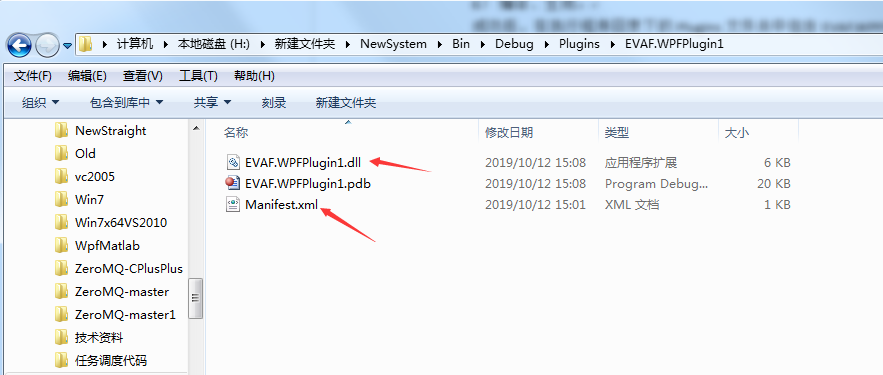 计算机 ▸ 本地磁盘 (H:) ▸ 新建文件夹 ▸ NewSystem ▸ Bin ▸ Debug ▸ Plugins ▸ EVAF.WPFPlugin1
文件(F) 编辑(E) 查看(V) 工具(T) 帮助(H)
组织 包含到库中 共享 刻录 新建文件夹
名称 修改日期 类型 大小
NewStraight
Old
vc2005
Win7
Win7x64VS2010
WpfMatlab
ZeroMQ-CPlusPlus
ZeroMQ-master
ZeroMQ-master1
技术资料
任务调度代码
EVAF.WPFPlugin1.dll 2019/10/12 15:08 应用程序扩展 6 KB
EVAF.WPFPlugin1.pdb 2019/10/12 15:08 Program Debug... 20 KB
Manifest.xml 2019/10/12 15:01 XML 文档 1 KB